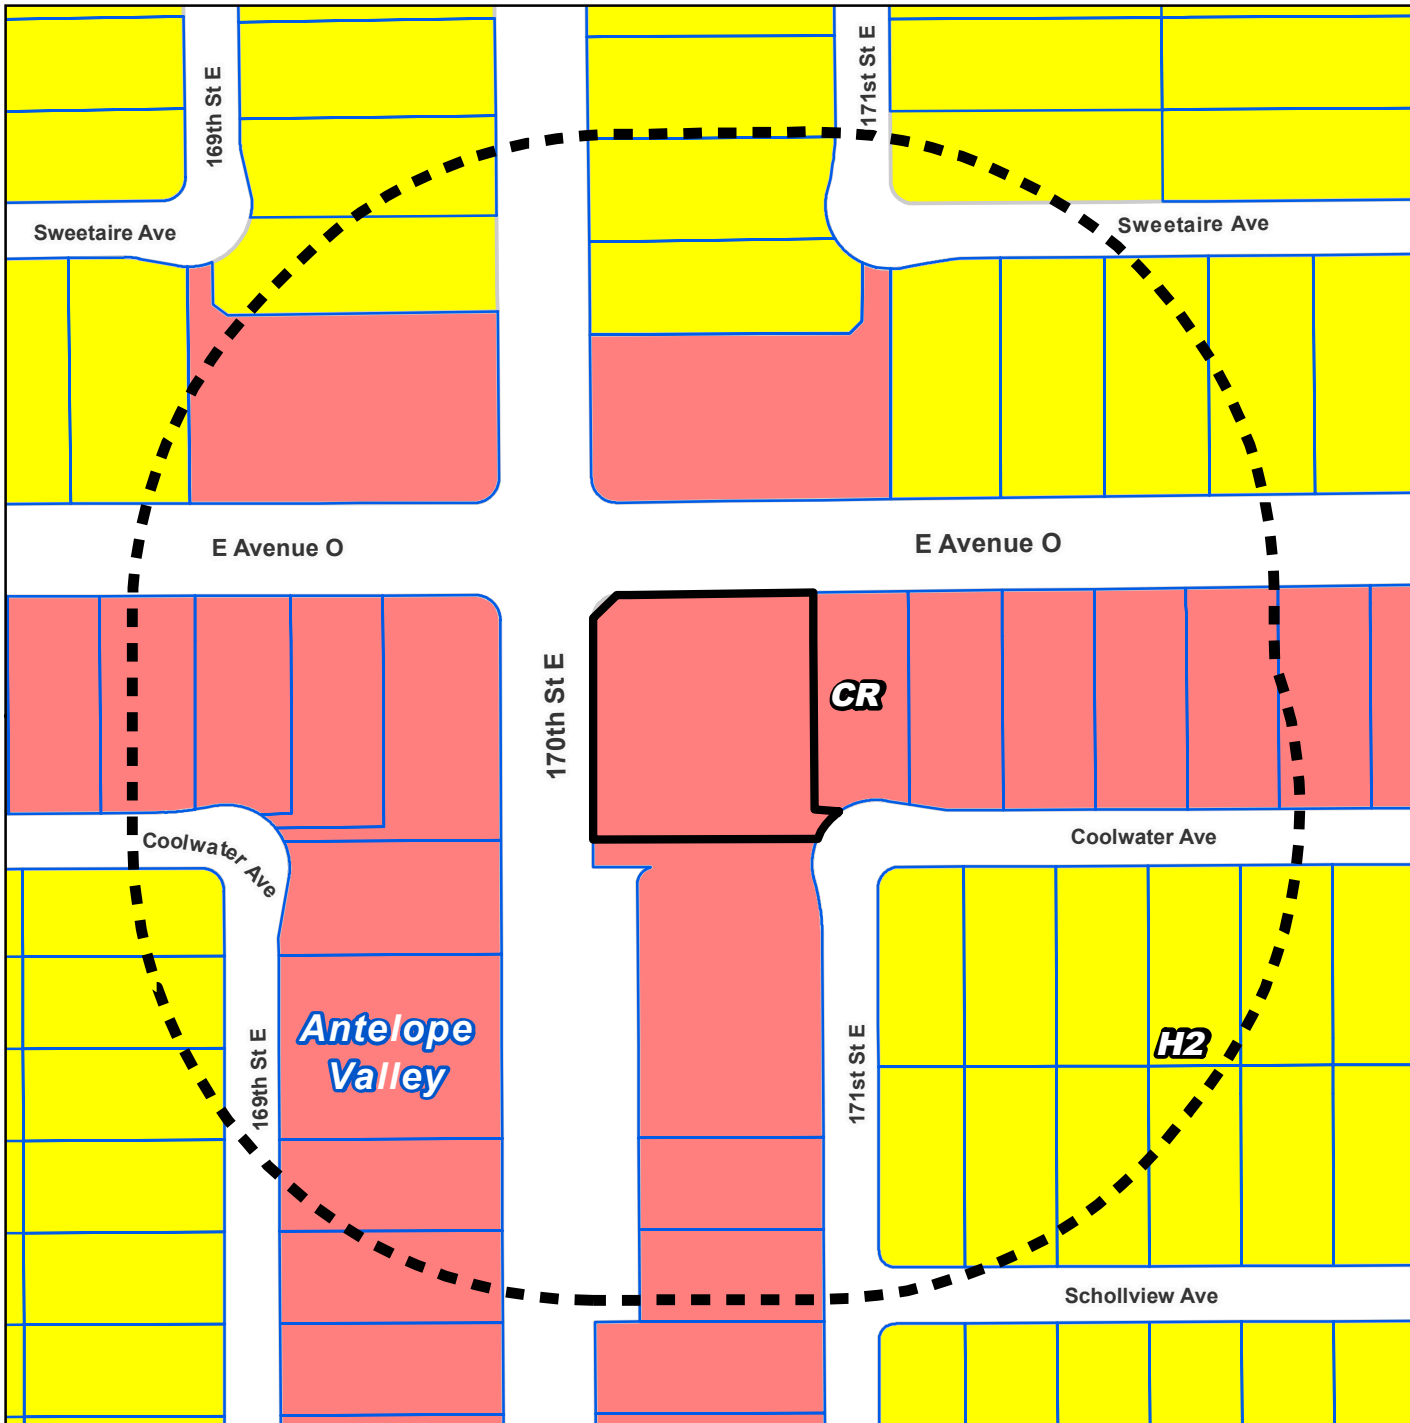 169th St E
171st St E
Sweetaire Ave
Sweetaire Ave
E Avenue O
E Avenue O
170th St E
CR
Coolwater Ave
Coolwater Ave
Antelope
Valley
169th St E
171st St E
H2
Schollview Ave